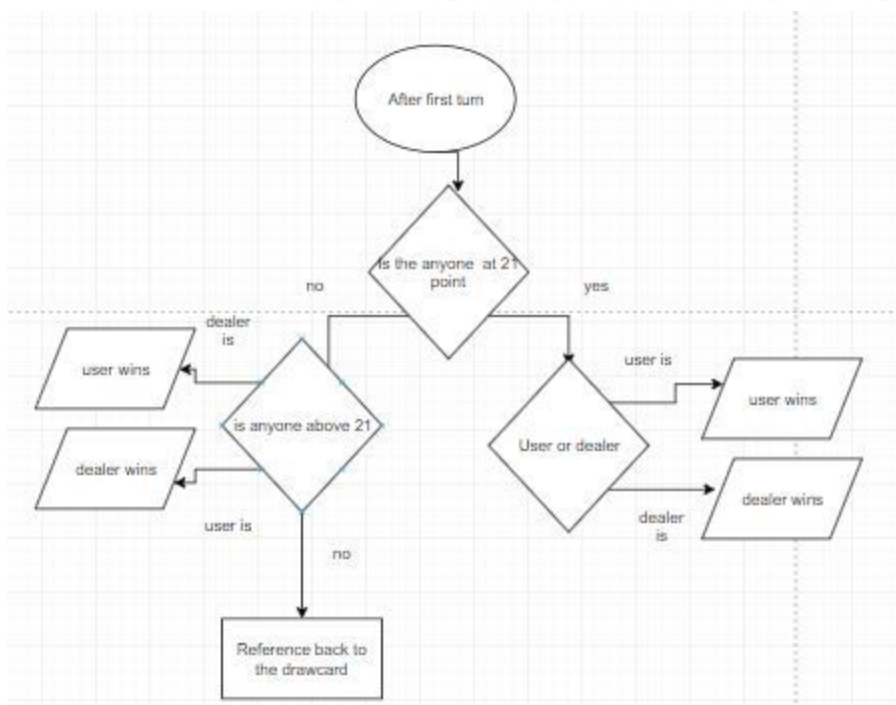 After first turn
Is the anyone at 21
point
no
yes
dealer
is
user wins
is anyone above 21
dealer wins
user is
no
Reference back to
the drawcard
user is
user wins
User or dealer
dealer wins
dealer
is